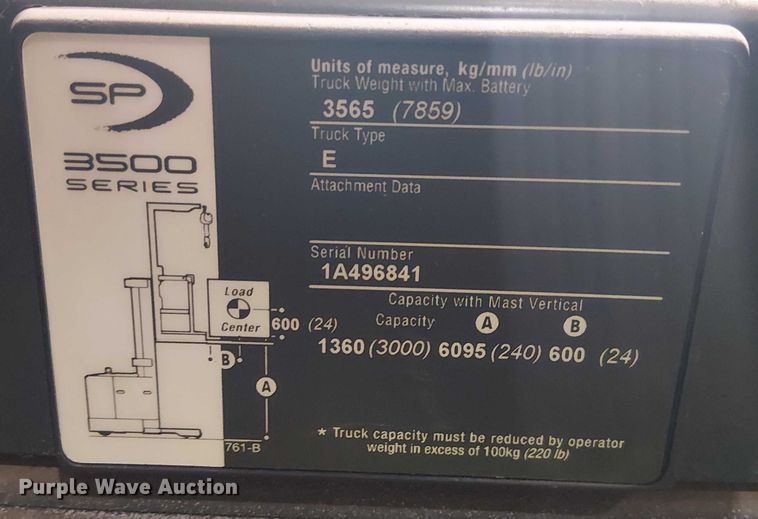 SP
3500
SERIES
Units of measure, kg/mm (lb/in)
Truck Weight with Max. Battery
3565 (7859)
Truck Type
E
Attachment Data
Serial Number
1A496841
Capacity with Mast Vertical
Capacity A B
1360 (3000) 6095 (240) 600 (24)
* Truck capacity must be reduced by operator
weight in excess of 100kg (220 lb)
Load
Center
600 (24)
B
A
761-B
Purple Wave Auction